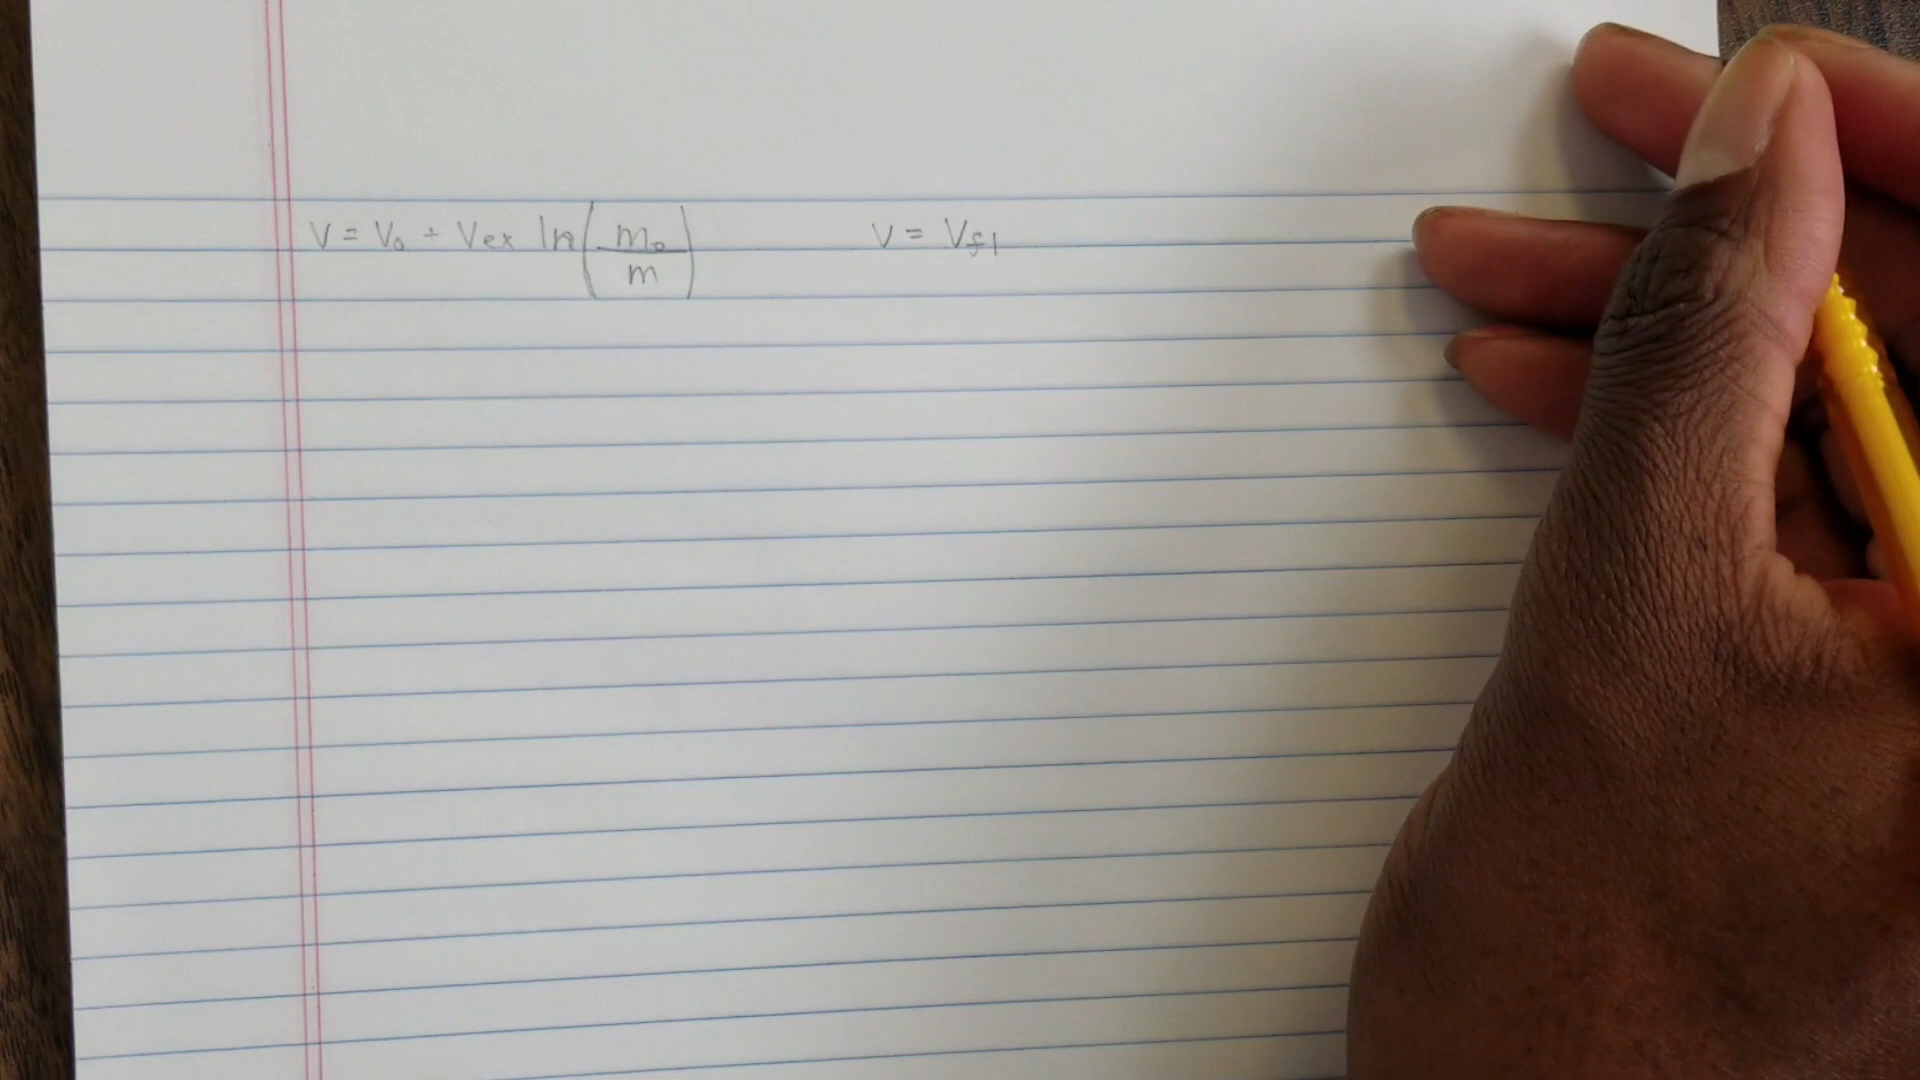 V = V₀ + Vex ln(m₀/m) V = Vf1